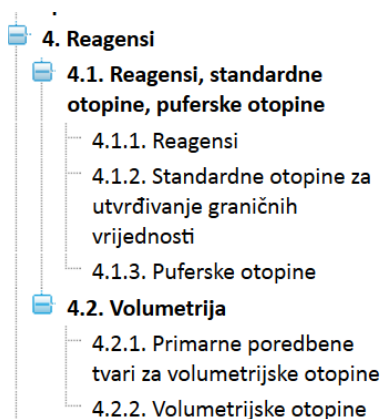 4. Reagensi
4.1. Reagensi, standardne
otopine, puferske otopine
4.1.1. Reagensi
4.1.2. Standardne otopine za
utvrđivanje graničnih
vrijednosti
4.1.3. Puferske otopine
4.2. Volumetrija
4.2.1. Primarne poredbene
tvari za volumetrijske otopine
4.2.2. Volumetrijske otopine